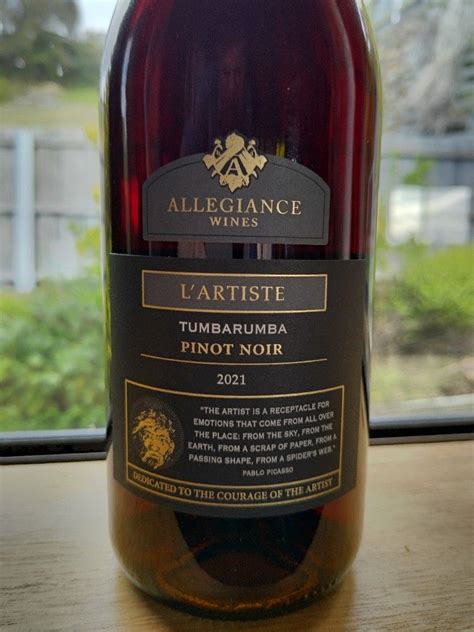 A
ALLEGIANCE
WINES
L'ARTISTE
TUMBARUMBA
PINOT NOIR
2021
"THE ARTIST IS A RECEPTACLE FOR
EMOTIONS THAT COME FROM ALL OVER
THE PLACE: FROM THE SKY, FROM THE
EARTH, FROM A SCRAP OF PAPER, FROM A
PASSING SHAPE, FROM A SPIDER'S WEB."
PABLO PICASSO
DEDICATED TO THE COURAGE OF THE ARTIST